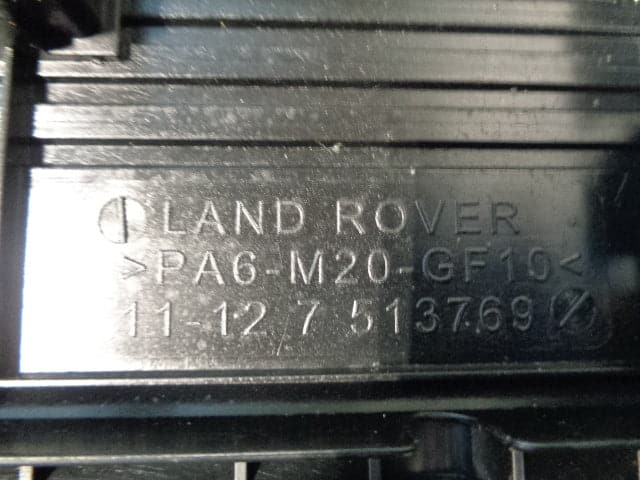 LAND ROVER
>PA6-M20-GF10<
11-12 7 513769